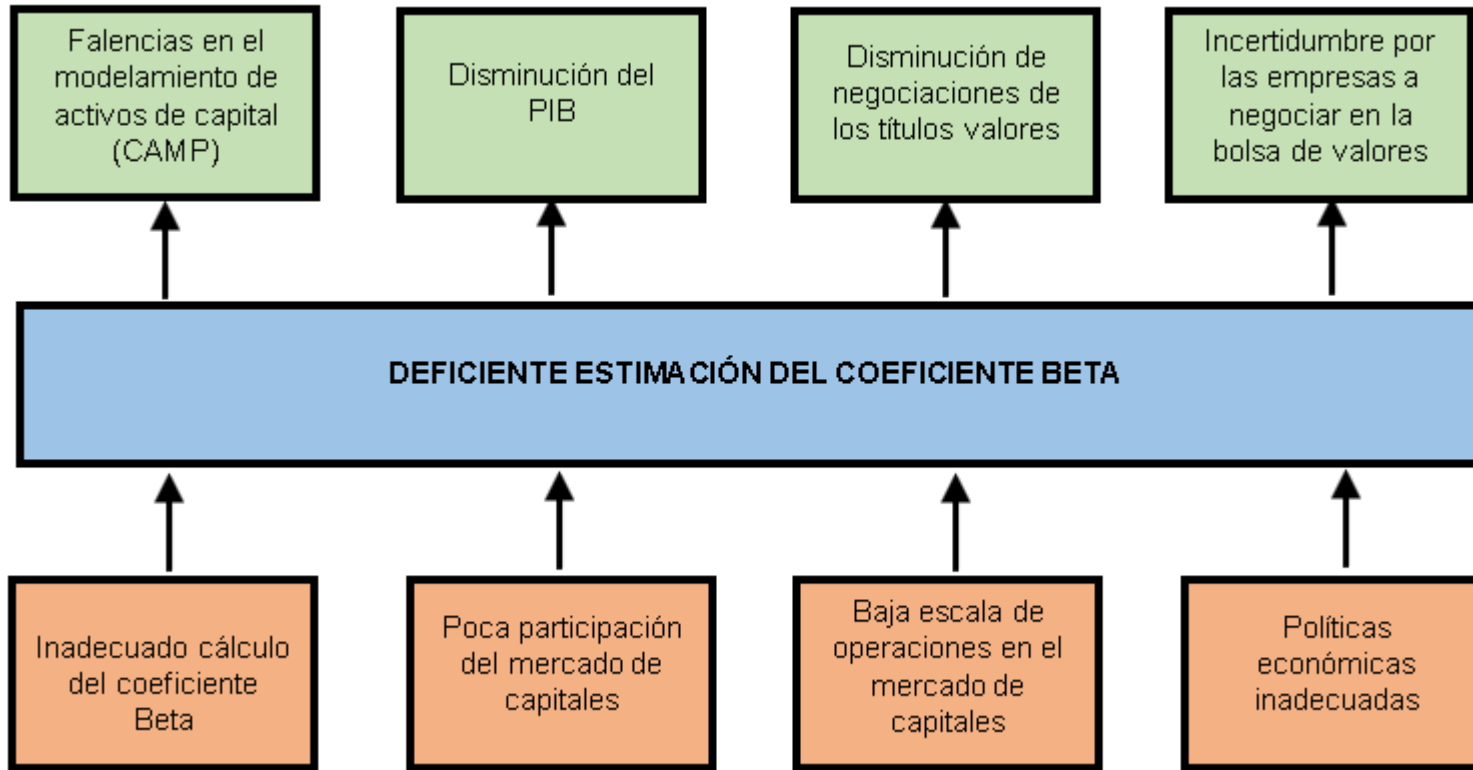 Falencias en el
modelamiento de
activos de capital
(CAMP)
Disminución del
PIB
Disminución de
negociaciones de
los títulos valores
Incertidumbre por
las empresas a
negociar en la
bolsa de valores
DEFICIENTE ESTIMACIÓN DEL COEFICIENTE BETA
Inadecuado cálculo
del coeficiente
Beta
Poca participación
del mercado de
capitales
Baja escala de
operaciones en el
mercado de
capitales
Políticas
económicas
inadecuadas